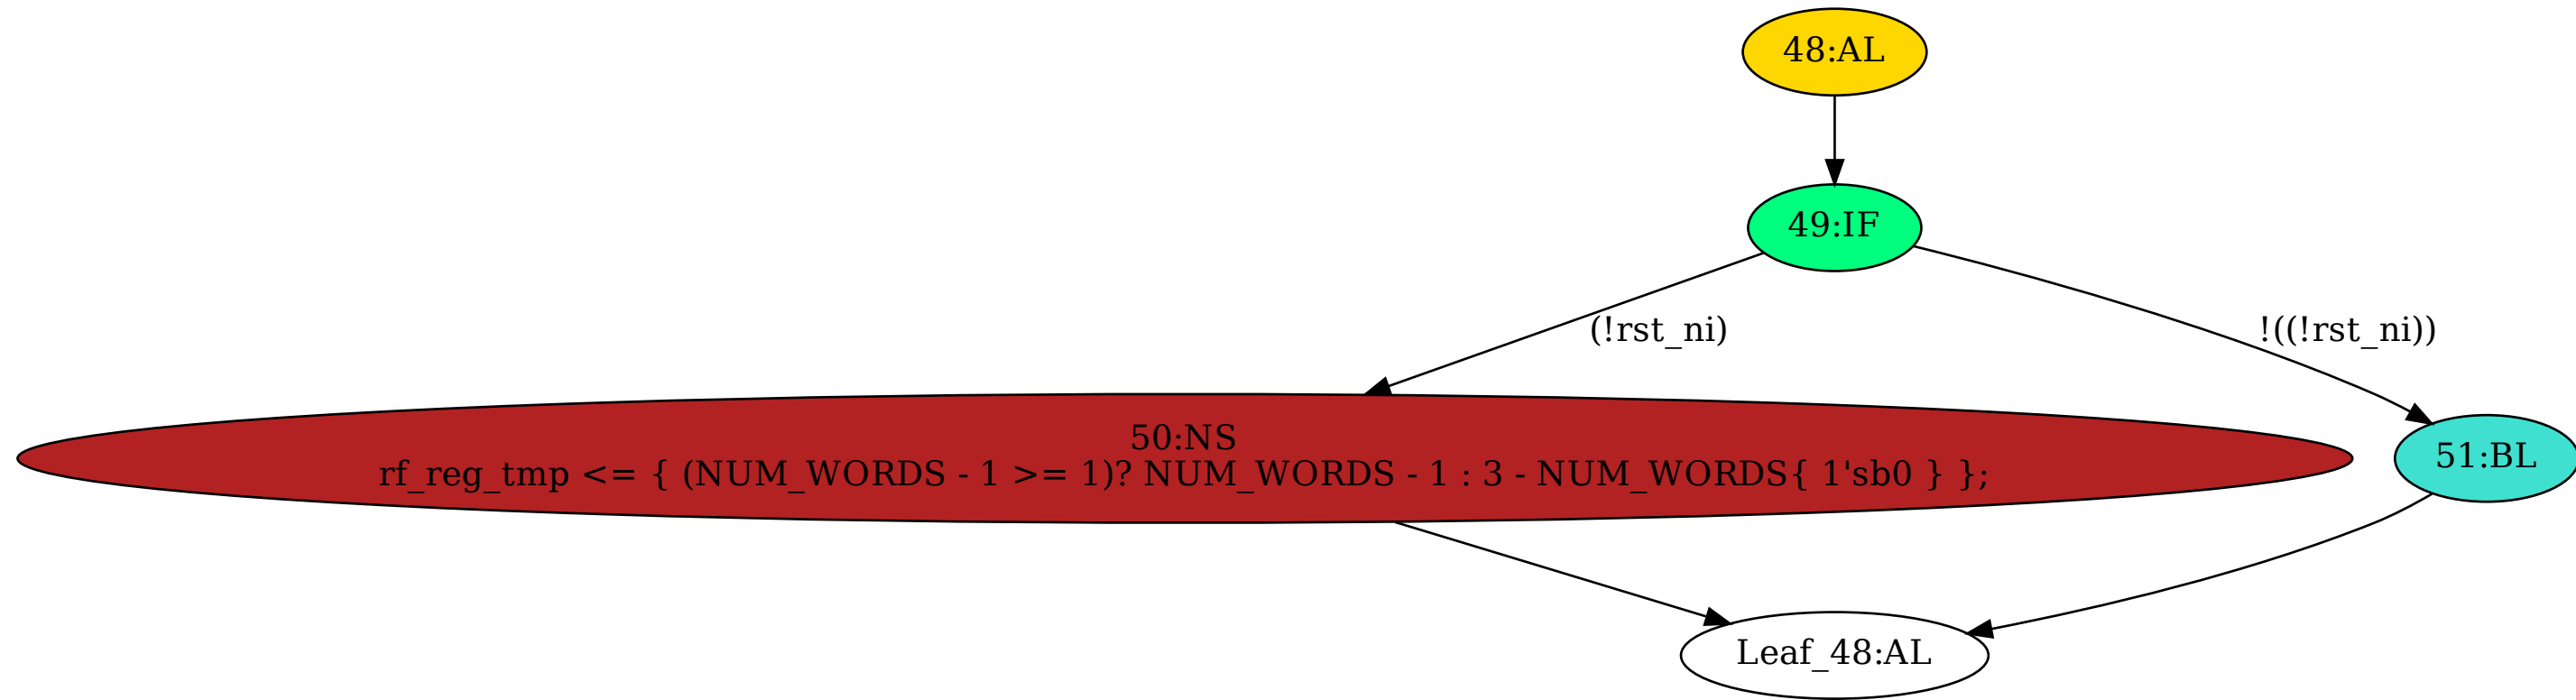 48:AL
49:IF
(!rst_ni)
!((!rst_ni))
50:NS
rf_reg_tmp <= { (NUM_WORDS - 1 >= 1)? NUM_WORDS - 1 : 3 - NUM_WORDS{ 1'sb0 } };
51:BL
Leaf_48:AL